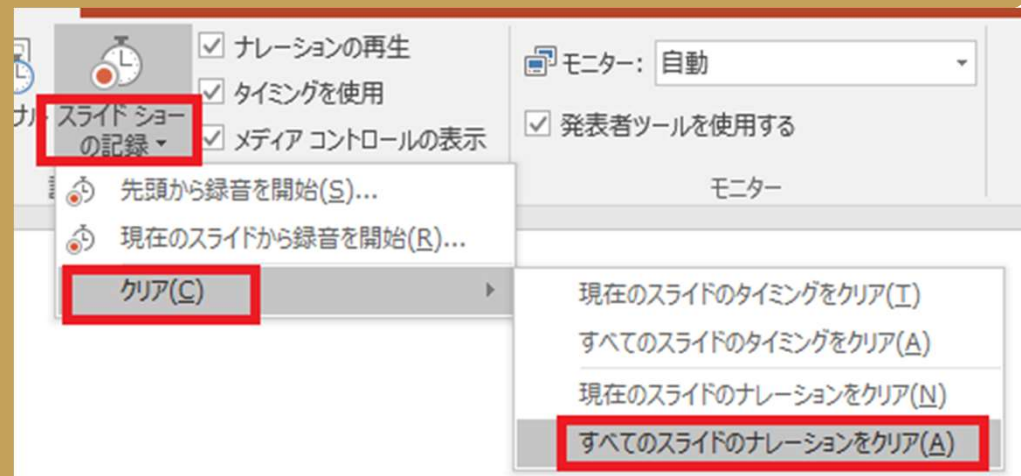 ナレーションの再生
タイミングを使用
メディア コントロールの表示
スライド ショー
の記録
モニター:
自動
発表者ツールを使用する
モニター
先頭から録音を開始(S)...
現在のスライドから録音を開始(R)...
クリア(C)
現在のスライドのタイミングをクリア(T)
すべてのスライドのタイミングをクリア(A)
現在のスライドのナレーションをクリア(N)
すべてのスライドのナレーションをクリア(A)